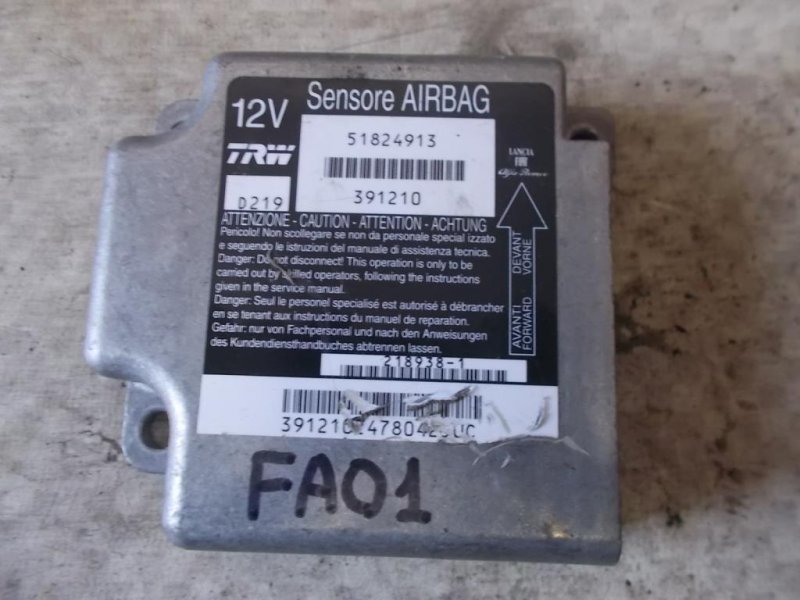 12V
Sensore AIRBAG
TRW
51824913
391210
D219
LANCIA
FIAT
Alfa Romeo
ATTENZIONE - CAUTION - ATTENTION - ACHTUNG
Pericolo! Non scollegare se non da personale special izzato
e seguendo le istruzioni del manuale di assistenza tecnica.
Danger: Do not disconnect! This operation is only to be
carried out by skilled operators, following the instructions
given in the service manual.
Danger: Seul le personel spécialisé est autorisé à débrancher
en se tenant aux instructions du manuel de reparation.
Gefahr: nur von Fachpersonal und nach den Anweisungen
des Kundendiensthandbuches abtrennen lassen.
AVANTI DEVANT
FORWARD VORNE
218938-1
FA01